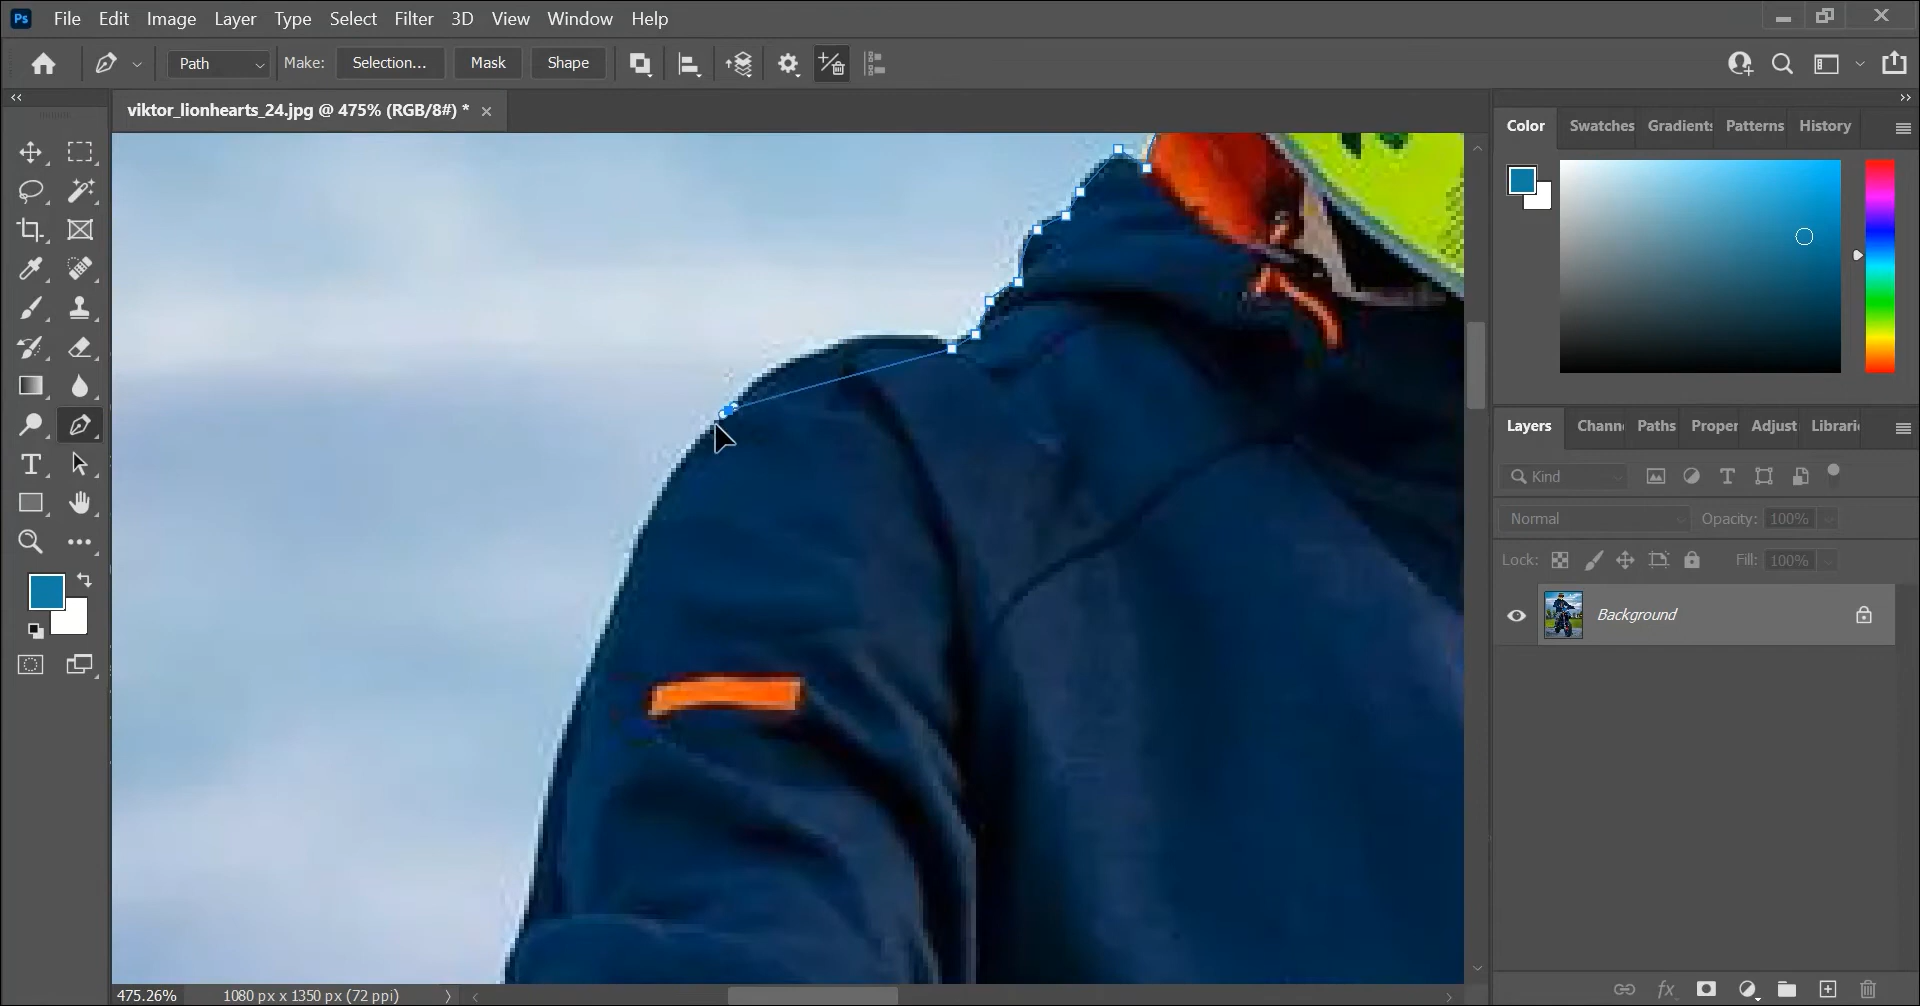 Ps File Edit Image Layer Type Select Filter 3D View Window Help
Path Make: Selection... Mask Shape
viktor_lionhearts_24.jpg @ 475% (RGB/8#) *
Color Swatches Gradients Patterns History
Layers Chann Paths Proper Adjust Librari
Kind
Normal Opacity: 100%
Lock: Fill: 100%
Background
fx
475.26% 1080 px x 1350 px (72 ppi)